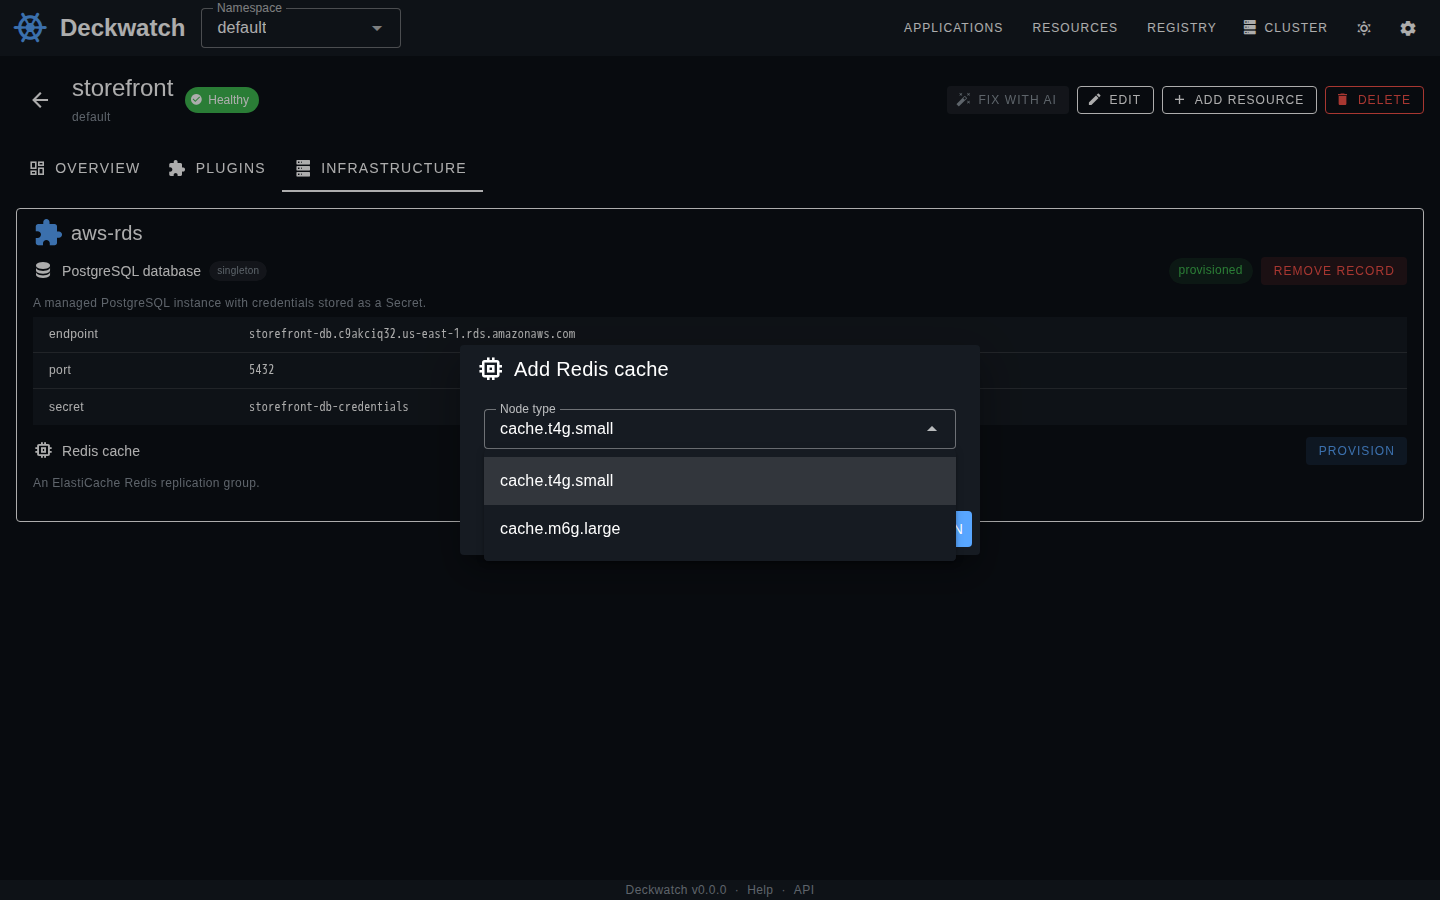 Deckwatch
Namespace
default
APPLICATIONS
RESOURCES
REGISTRY
CLUSTER
storefront
default
Healthy
FIX WITH AI
EDIT
ADD RESOURCE
DELETE
OVERVIEW
PLUGINS
INFRASTRUCTURE
aws-rds
PostgreSQL database
singleton
provisioned
REMOVE RECORD
A managed PostgreSQL instance with credentials stored as a Secret.
endpoint
storefront-db.c9akciq32.us-east-1.rds.amazonaws.com
port
5432
secret
storefront-db-credentials
Redis cache
PROVISION
An ElastiCache Redis replication group.
Add Redis cache
Node type
cache.t4g.small
cache.t4g.small
cache.m6g.large
Deckwatch v0.0.0 · Help · API